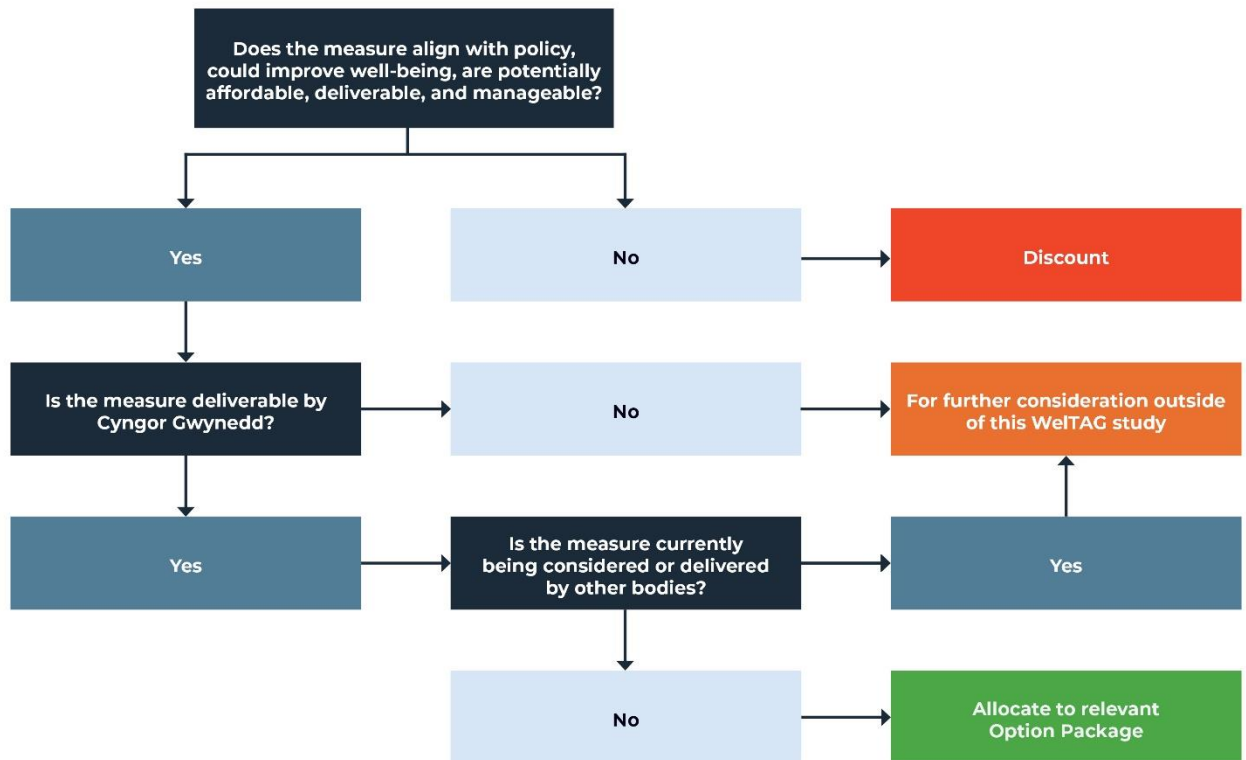 Does the measure align with policy,
could improve well-being, are potentially
affordable, deliverable, and manageable?
Yes
No
Discount
Is the measure deliverable by
Cyngor Gwynedd?
No
For further consideration outside
of this WelTAG study
Yes
Is the measure currently
being considered or delivered
by other bodies?
Yes
No
Allocate to relevant
Option Package